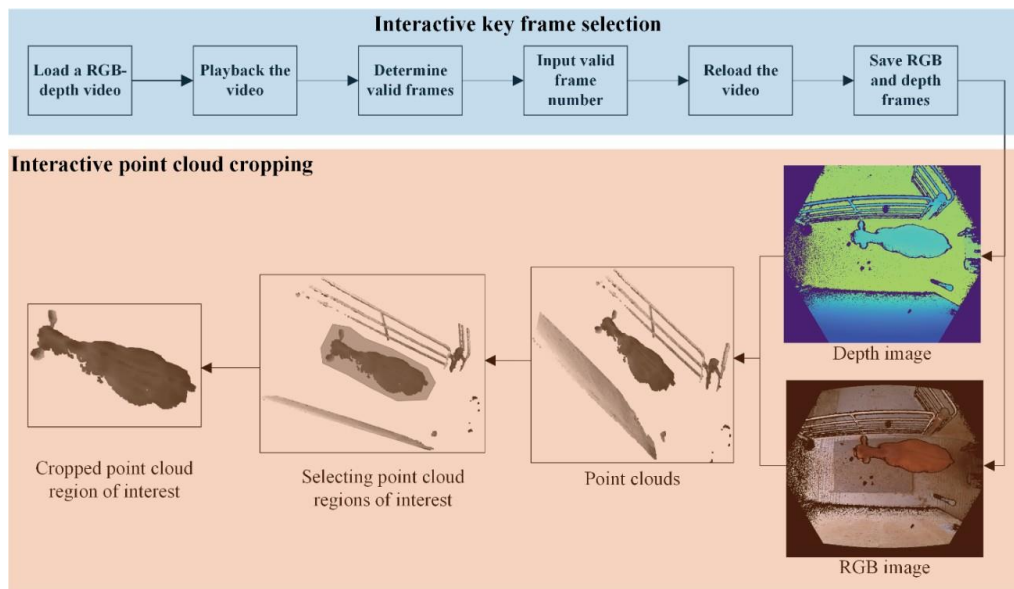 Interactive key frame selection
Load a RGB-
depth video
Playback the
video
Determine
valid frames
Input valid
frame
number
Reload the
video
Save RGB
and depth
frames
Interactive point cloud cropping
Depth image
RGB image
Point clouds
Selecting point cloud
regions of interest
Cropped point cloud
region of interest